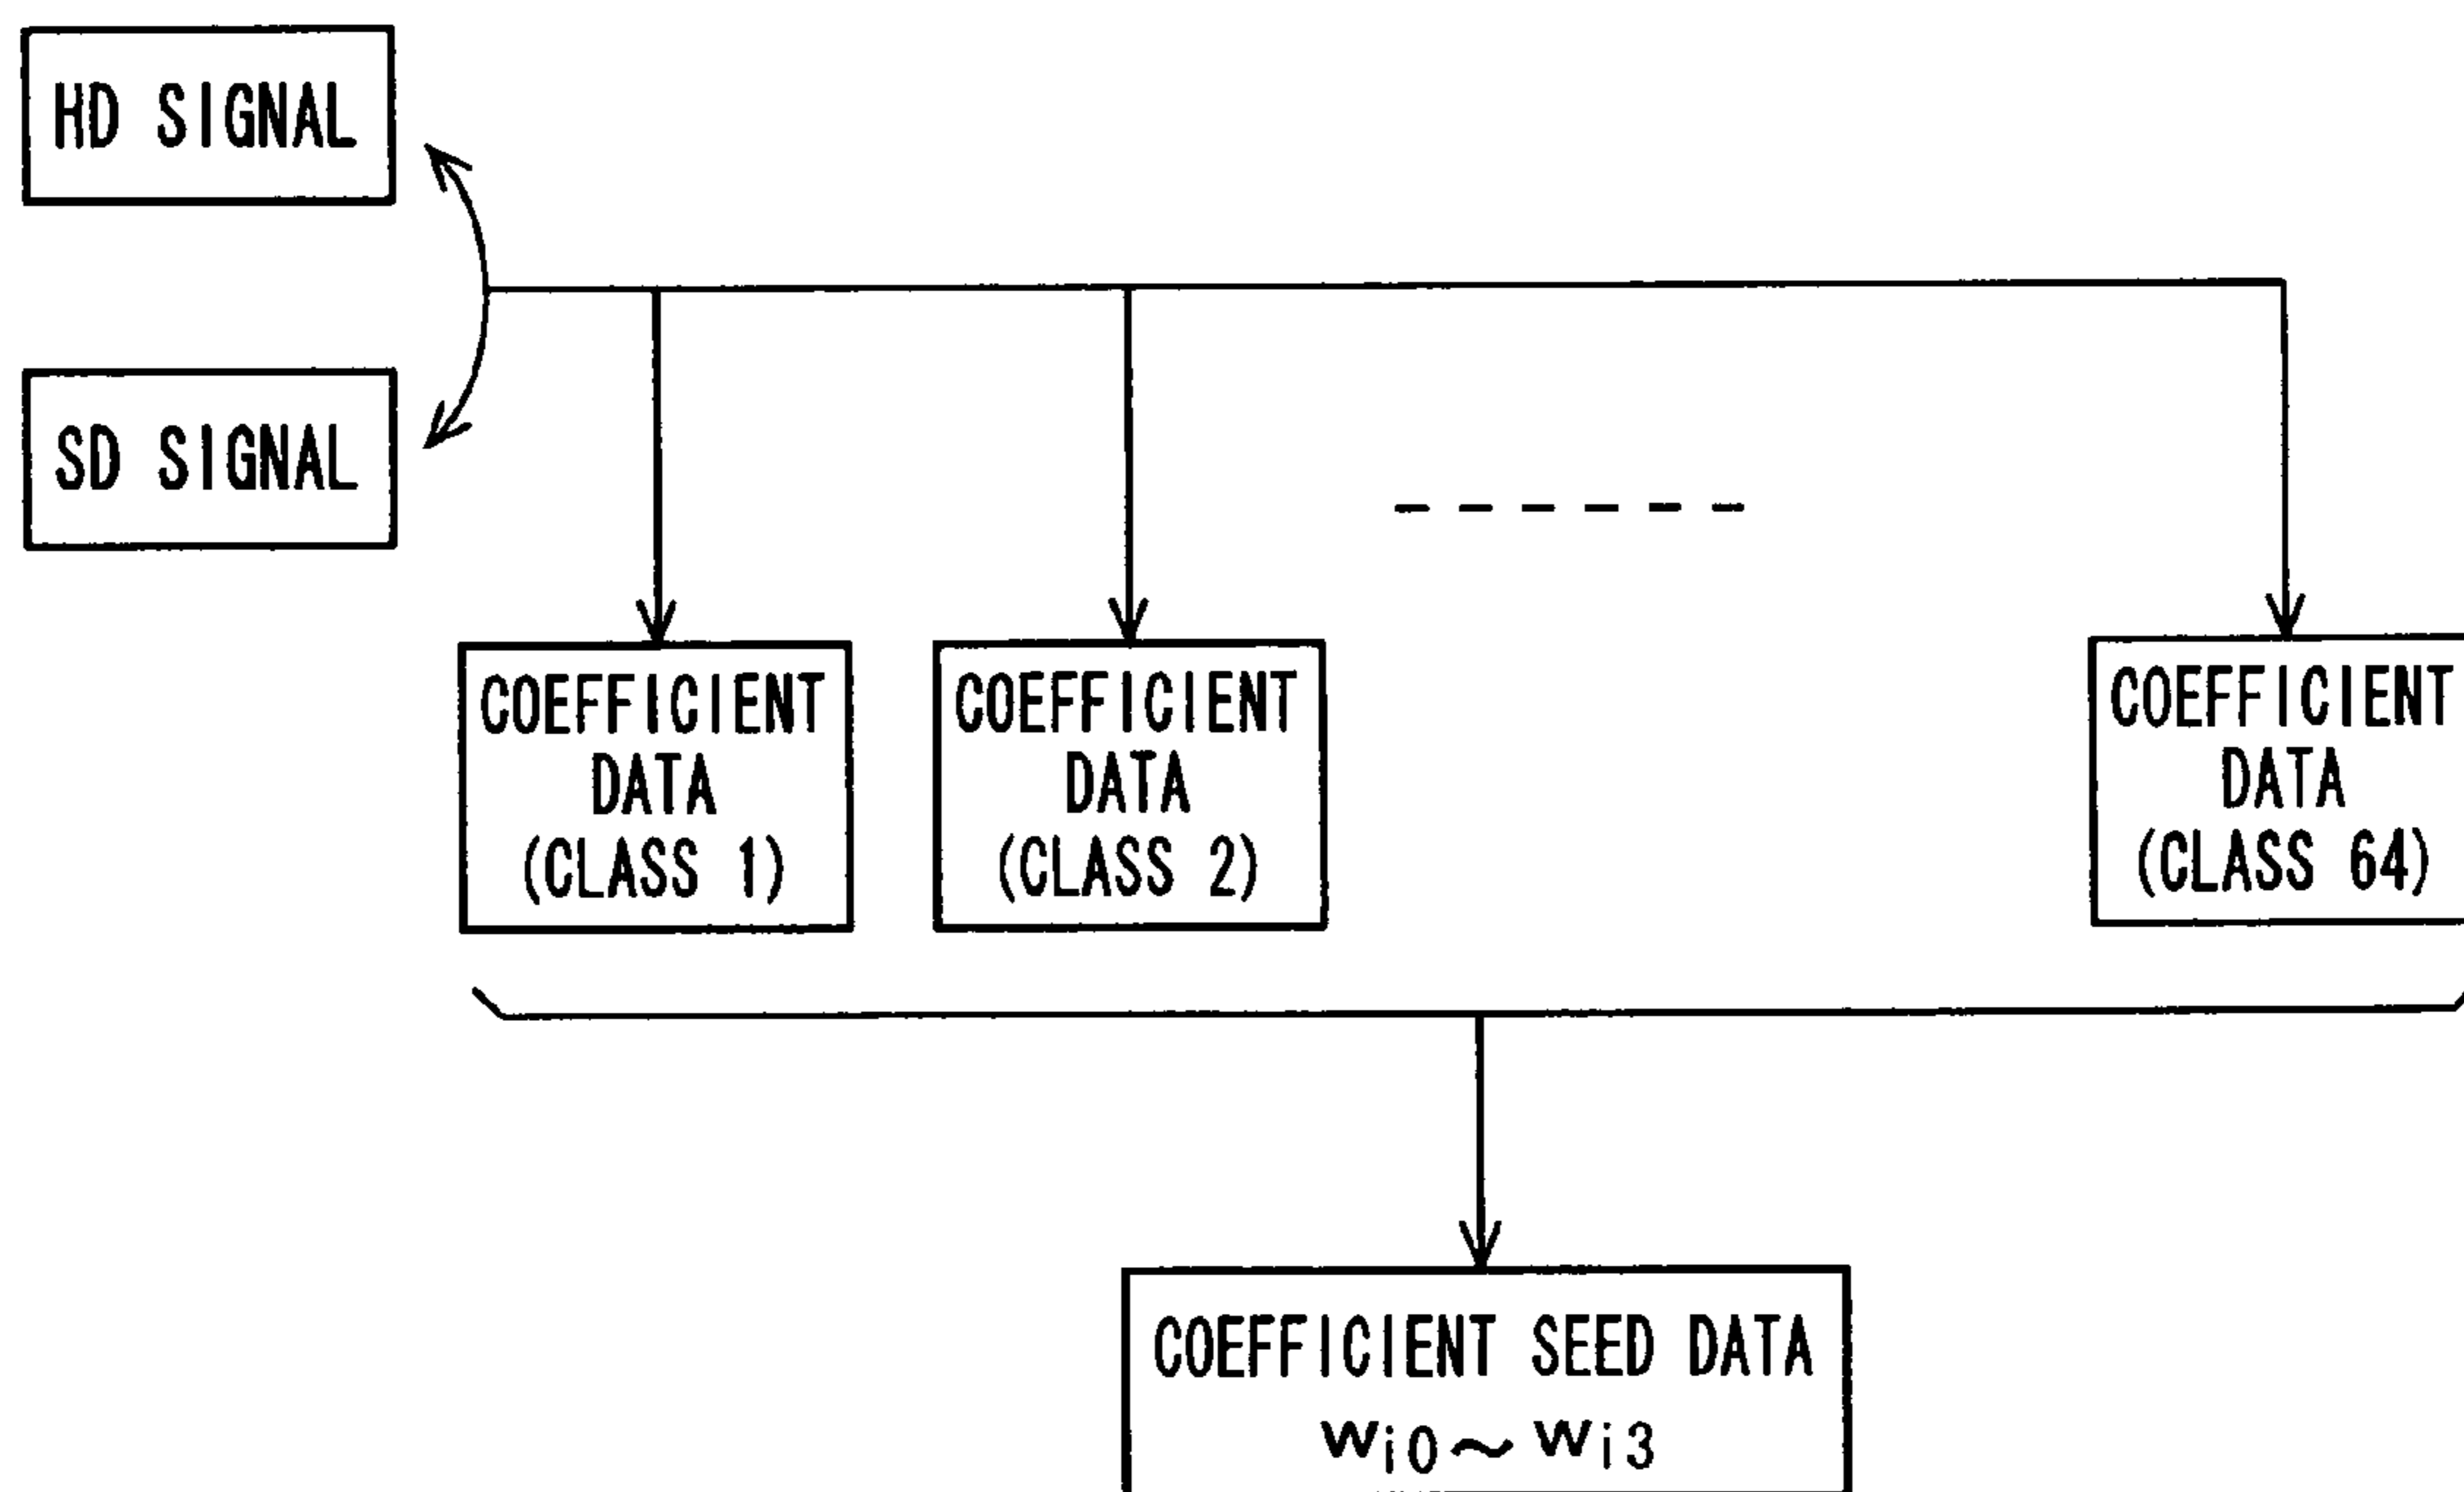 HD SIGNAL
SD SIGNAL
COEFFICIENT
DATA
(CLASS 1)
COEFFICIENT
DATA
(CLASS 2)
COEFFICIENT
DATA
(CLASS 64)
COEFFICIENT SEED DATA
wi0~wi3